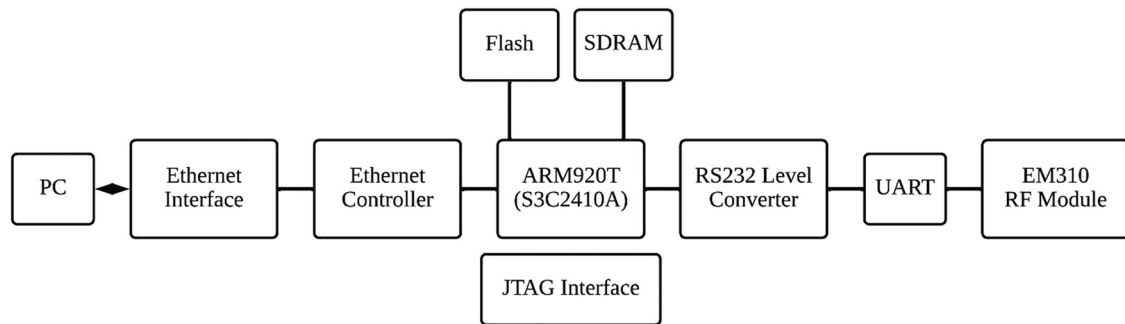 Flash
SDRAM
PC
Ethernet
Interface
Ethernet
Controller
ARM920T
(S3C2410A)
RS232 Level
Converter
UART
EM310
RF Module
JTAG Interface